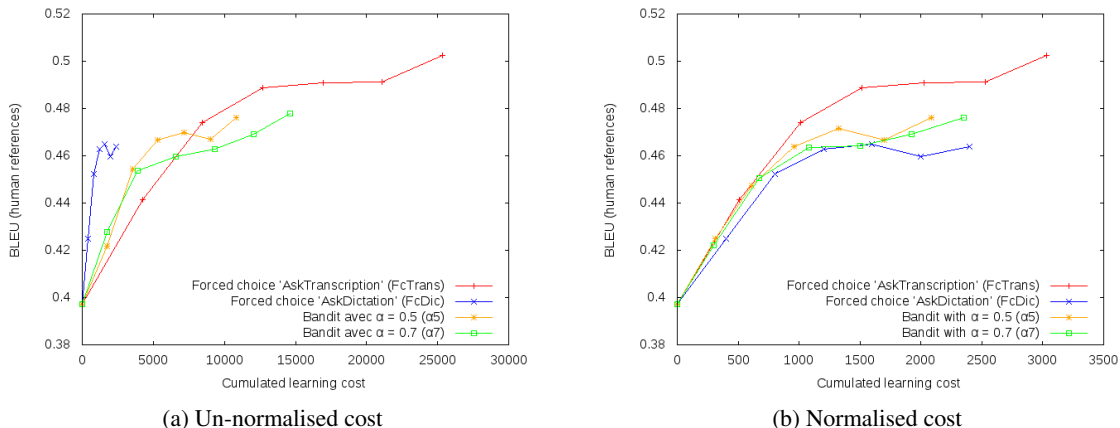 0.52
0.5
0.48
0.46
0.44
0.42
0.4
0.38
BLEU (human references)
Forced choice 'AskTranscription' (FcTrans)
Forced choice 'AskDictation' (FcDic)
Bandit avec α = 0.5 (α5)
Bandit avec α = 0.7 (α7)
0 5000 10000 15000 20000 25000 30000
Cumulated learning cost
(a) Un-normalised cost
0.52
0.5
0.48
0.46
0.44
0.42
0.4
0.38
BLEU (human references)
Forced choice 'AskTranscription' (FcTrans)
Forced choice 'AskDictation' (FcDic)
Bandit with α = 0.5 (α5)
Bandit with α = 0.7 (α7)
0 500 1000 1500 2000 2500 3000 3500
Cumulated learning cost
(b) Normalised cost